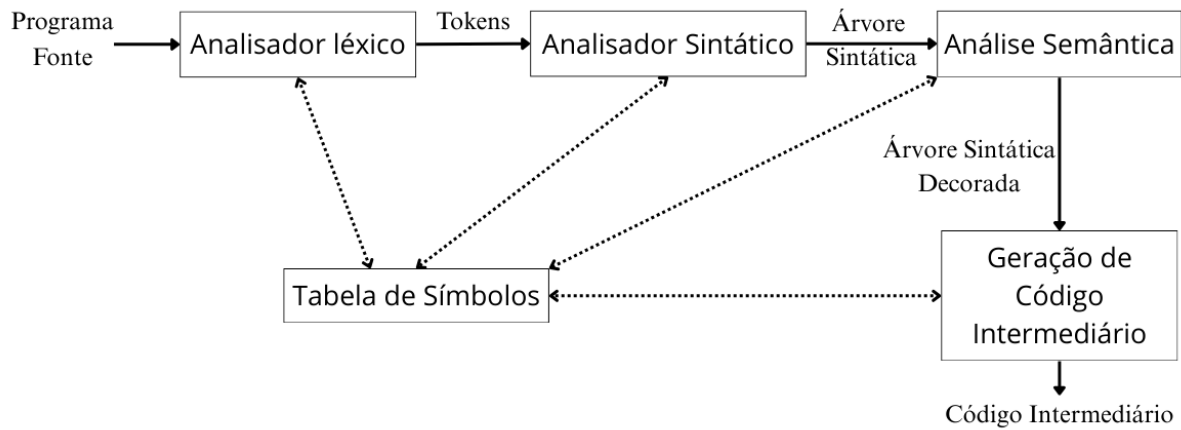 Programa
Fonte
Analisador léxico
Tokens
Analisador Sintático
Árvore
Sintática
Análise Semântica
Árvore Sintática
Decorada
Tabela de Símbolos
Geração de
Código
Intermediário
Código Intermediário